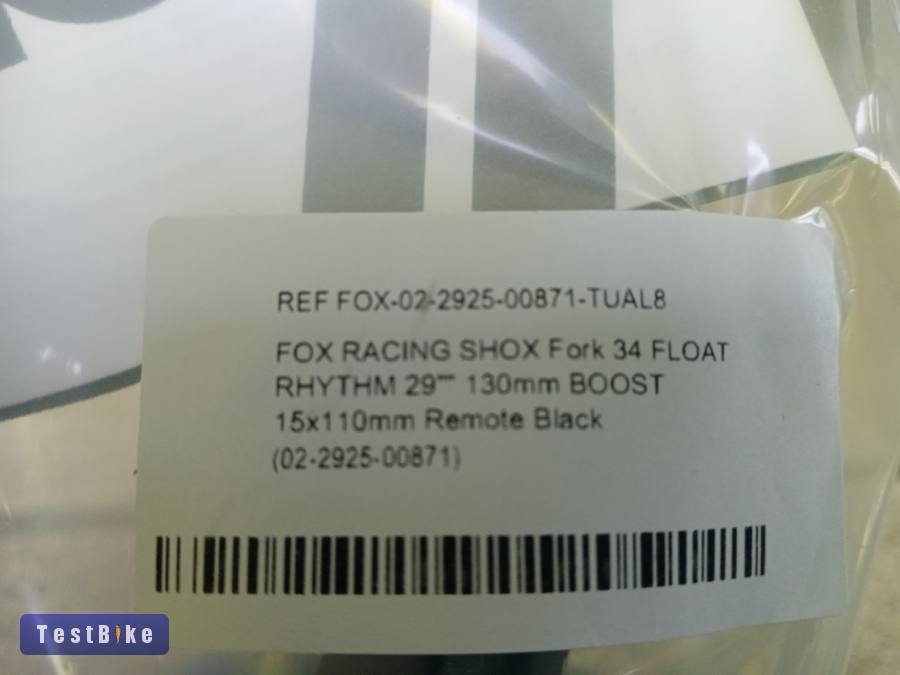 REF FOX-02-2925-00871-TUAL8
FOX RACING SHOX Fork 34 FLOAT
RHYTHM 29"" 130mm BOOST
15x110mm Remote Black
(02-2925-00871)
TestBike